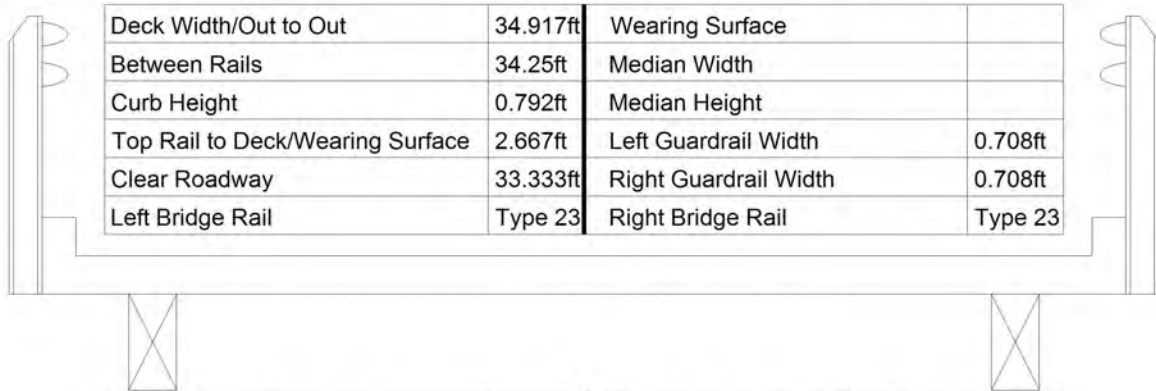 Deck Width/Out to Out 34.917ft Wearing Surface
Between Rails 34.25ft Median Width
Curb Height 0.792ft Median Height
Top Rail to Deck/Wearing Surface 2.667ft Left Guardrail Width 0.708ft
Clear Roadway 33.333ft Right Guardrail Width 0.708ft
Left Bridge Rail Type 23 Right Bridge Rail Type 23